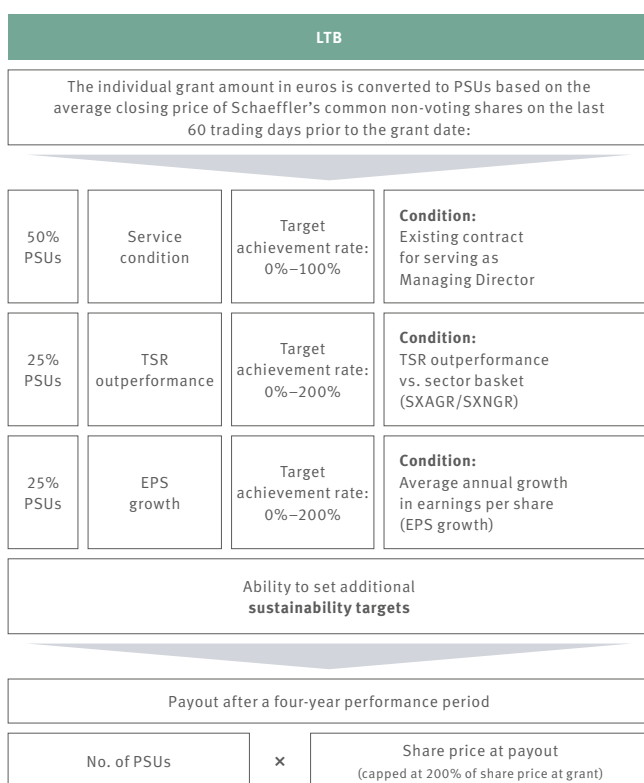 LTB
The individual grant amount in euros is converted to PSUs based on the
average closing price of Schaeffler's common non-voting shares on the last
60 trading days prior to the grant date:
50%
PSUs
Service
condition
Target
achievement rate:
0%–100%
Condition:
Existing contract
for serving as
Managing Director
25%
PSUs
TSR
outperformance
Target
achievement rate:
0%–200%
Condition:
TSR outperformance
vs. sector basket
(SXAGR/SXNGR)
25%
PSUs
EPS
growth
Target
achievement rate:
0%–200%
Condition:
Average annual growth
in earnings per share
(EPS growth)
Ability to set additional
sustainability targets
Payout after a four-year performance period
No. of PSUs
×
Share price at payout
(capped at 200% of share price at grant)